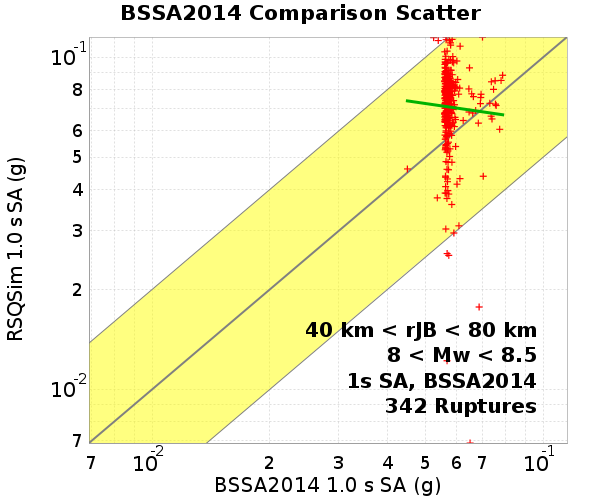 BSSA2014 Comparison Scatter
RSQSim 1.0 s SA (g)
10^-1
8
6
5
4
3
2
10^-2
7
40 km < rJB < 80 km
8 < Mw < 8.5
1s SA, BSSA2014
342 Ruptures
7 10^-2 2 3 4 5 6 7 10^-1
BSSA2014 1.0 s SA (g)